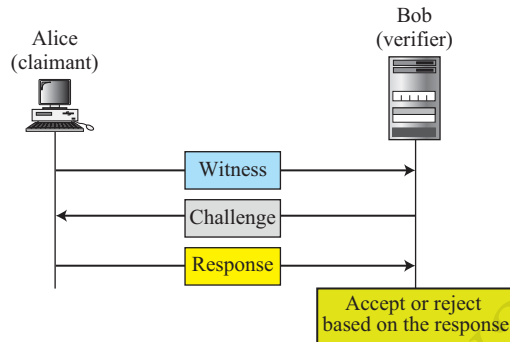 Alice
(claimant)
Bob
(verifier)
Witness
Challenge
Response
Accept or reject
based on the response